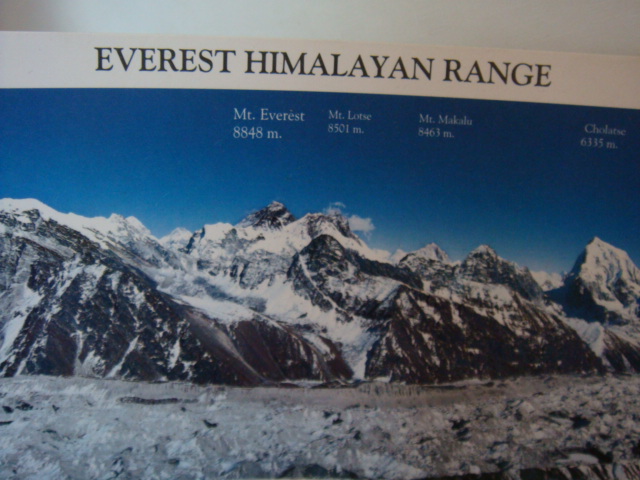 EVEREST HIMALAYAN RANGE
Mt. Everest
8848 m.
Mt. Lotse
8501 m.
Mt. Makalu
8463 m.
Cholatse
6335 m.